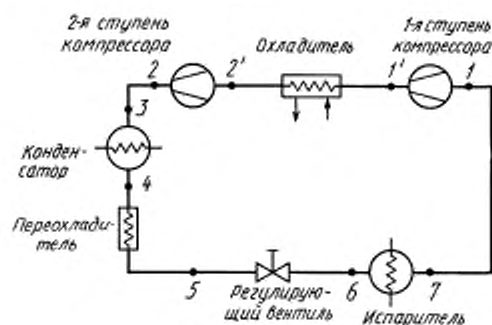 2-я ступень
компрессора
Охладитель
1-я ступень
компрессора
2
2'
1'
1
3
Конден-
сатор
4
Переохлади-
тель
5
Регулирую-
щий вентиль
6
Испаритель
7